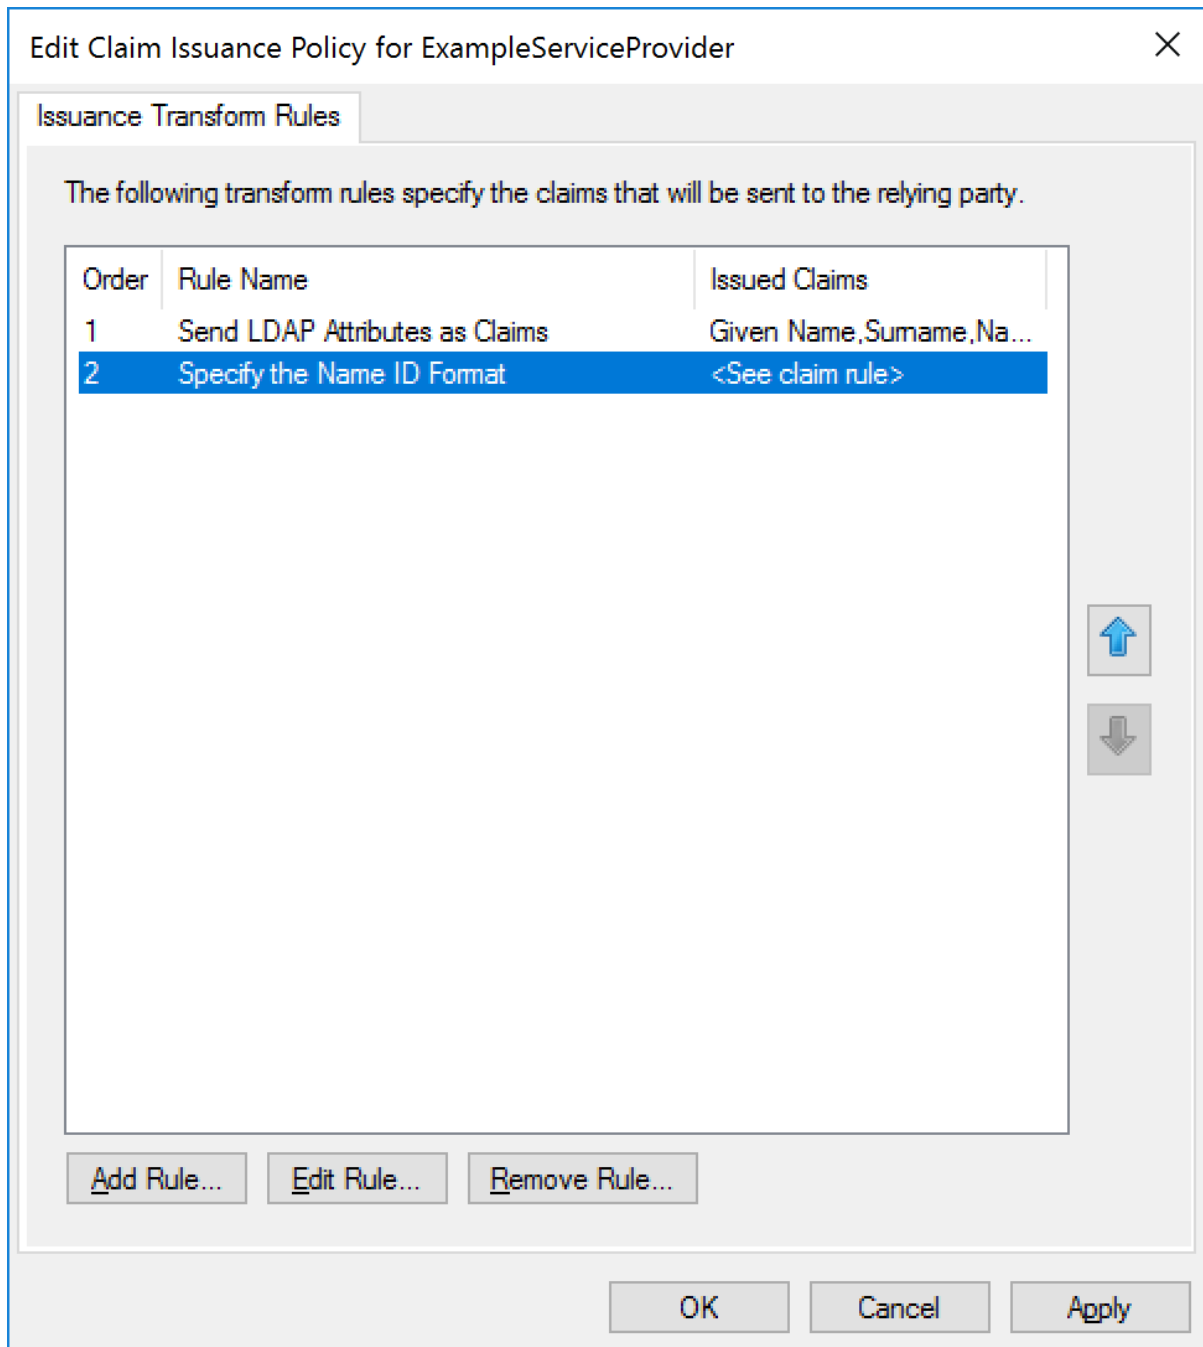 Edit Claim Issuance Policy for ExampleServiceProvider
Issuance Transform Rules
The following transform rules specify the claims that will be sent to the relying party.
Order Rule Name Issued Claims
1 Send LDAP Attributes as Claims Given Name,Surname,Na...
2 Specify the Name ID Format <See claim rule>
Add Rule... Edit Rule... Remove Rule...
OK Cancel Apply